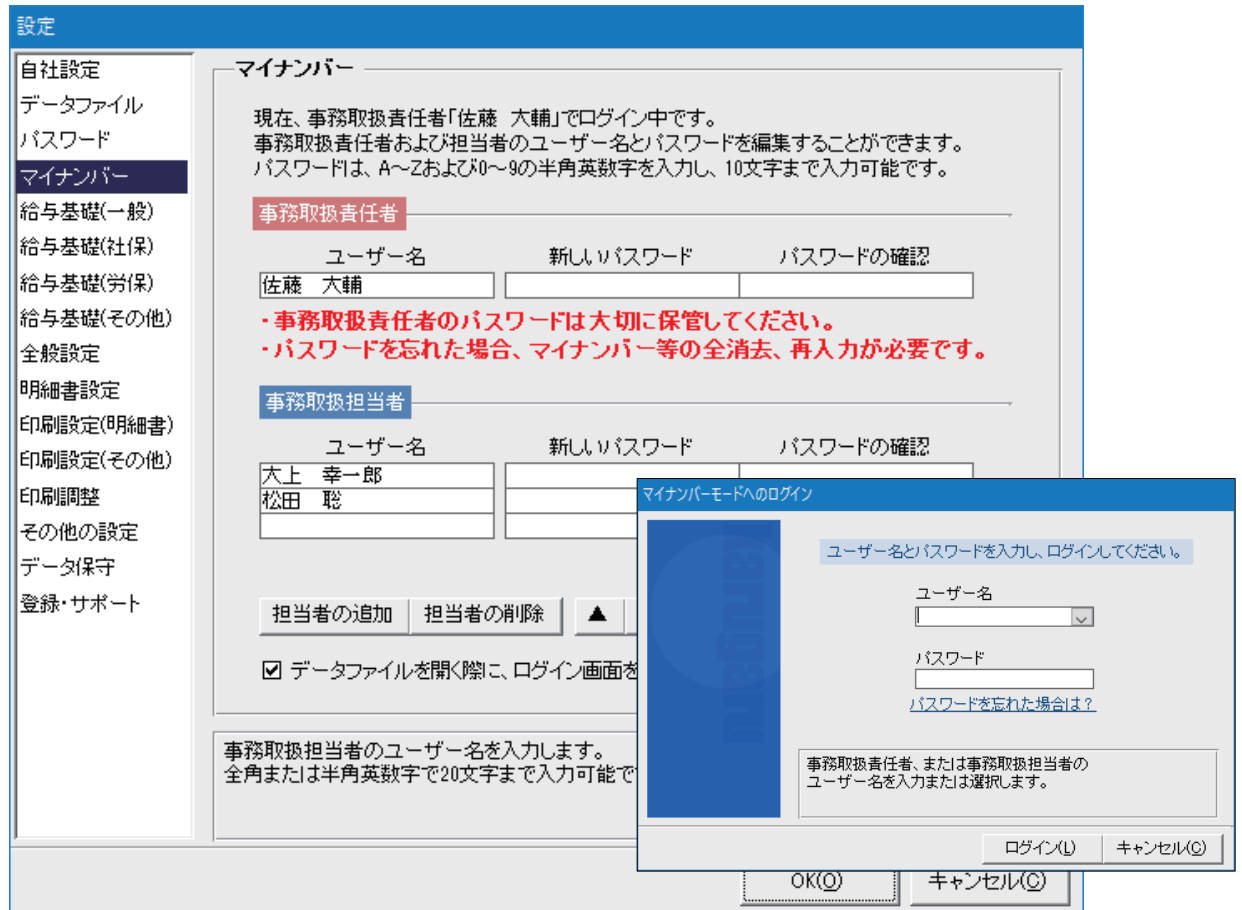 設定
自社設定
データファイル
パスワード
マイナンバー
給与基礎(一般)
給与基礎(社保)
給与基礎(労保)
給与基礎(その他)
全般設定
明細書設定
印刷設定(明細書)
印刷設定(その他)
印刷調整
その他の設定
データ保守
登録・サポート
マイナンバー
現在、事務取扱責任者「佐藤 大輔」でログイン中です。
事務取扱責任者および担当者のユーザー名とパスワードを編集することができます。
パスワードは、A～Zおよび0～9の半角英数字を入力し、10文字まで入力可能です。
事務取扱責任者
ユーザー名 新しいパスワード パスワードの確認
佐藤 大輔
・事務取扱責任者のパスワードは大切に保管してください。
・パスワードを忘れた場合、マイナンバー等の全消去、再入力が必要です。
事務取扱担当者
ユーザー名 新しいパスワード パスワードの確認
大上 幸一郎
松田 聡
担当者の追加 担当者の削除 ▲
データファイルを開く際に、ログイン画面を
事務取扱担当者のユーザー名を入力します。
全角または半角英数字で20文字まで入力可能で
OK(O) キャンセル(C)
マイナンバーモードへのログイン
ユーザー名とパスワードを入力し、ログインしてください。
ユーザー名
パスワード
パスワードを忘れた場合は？
事務取扱責任者、または事務取扱担当者の
ユーザー名を入力または選択します。
ログイン(L) キャンセル(C)